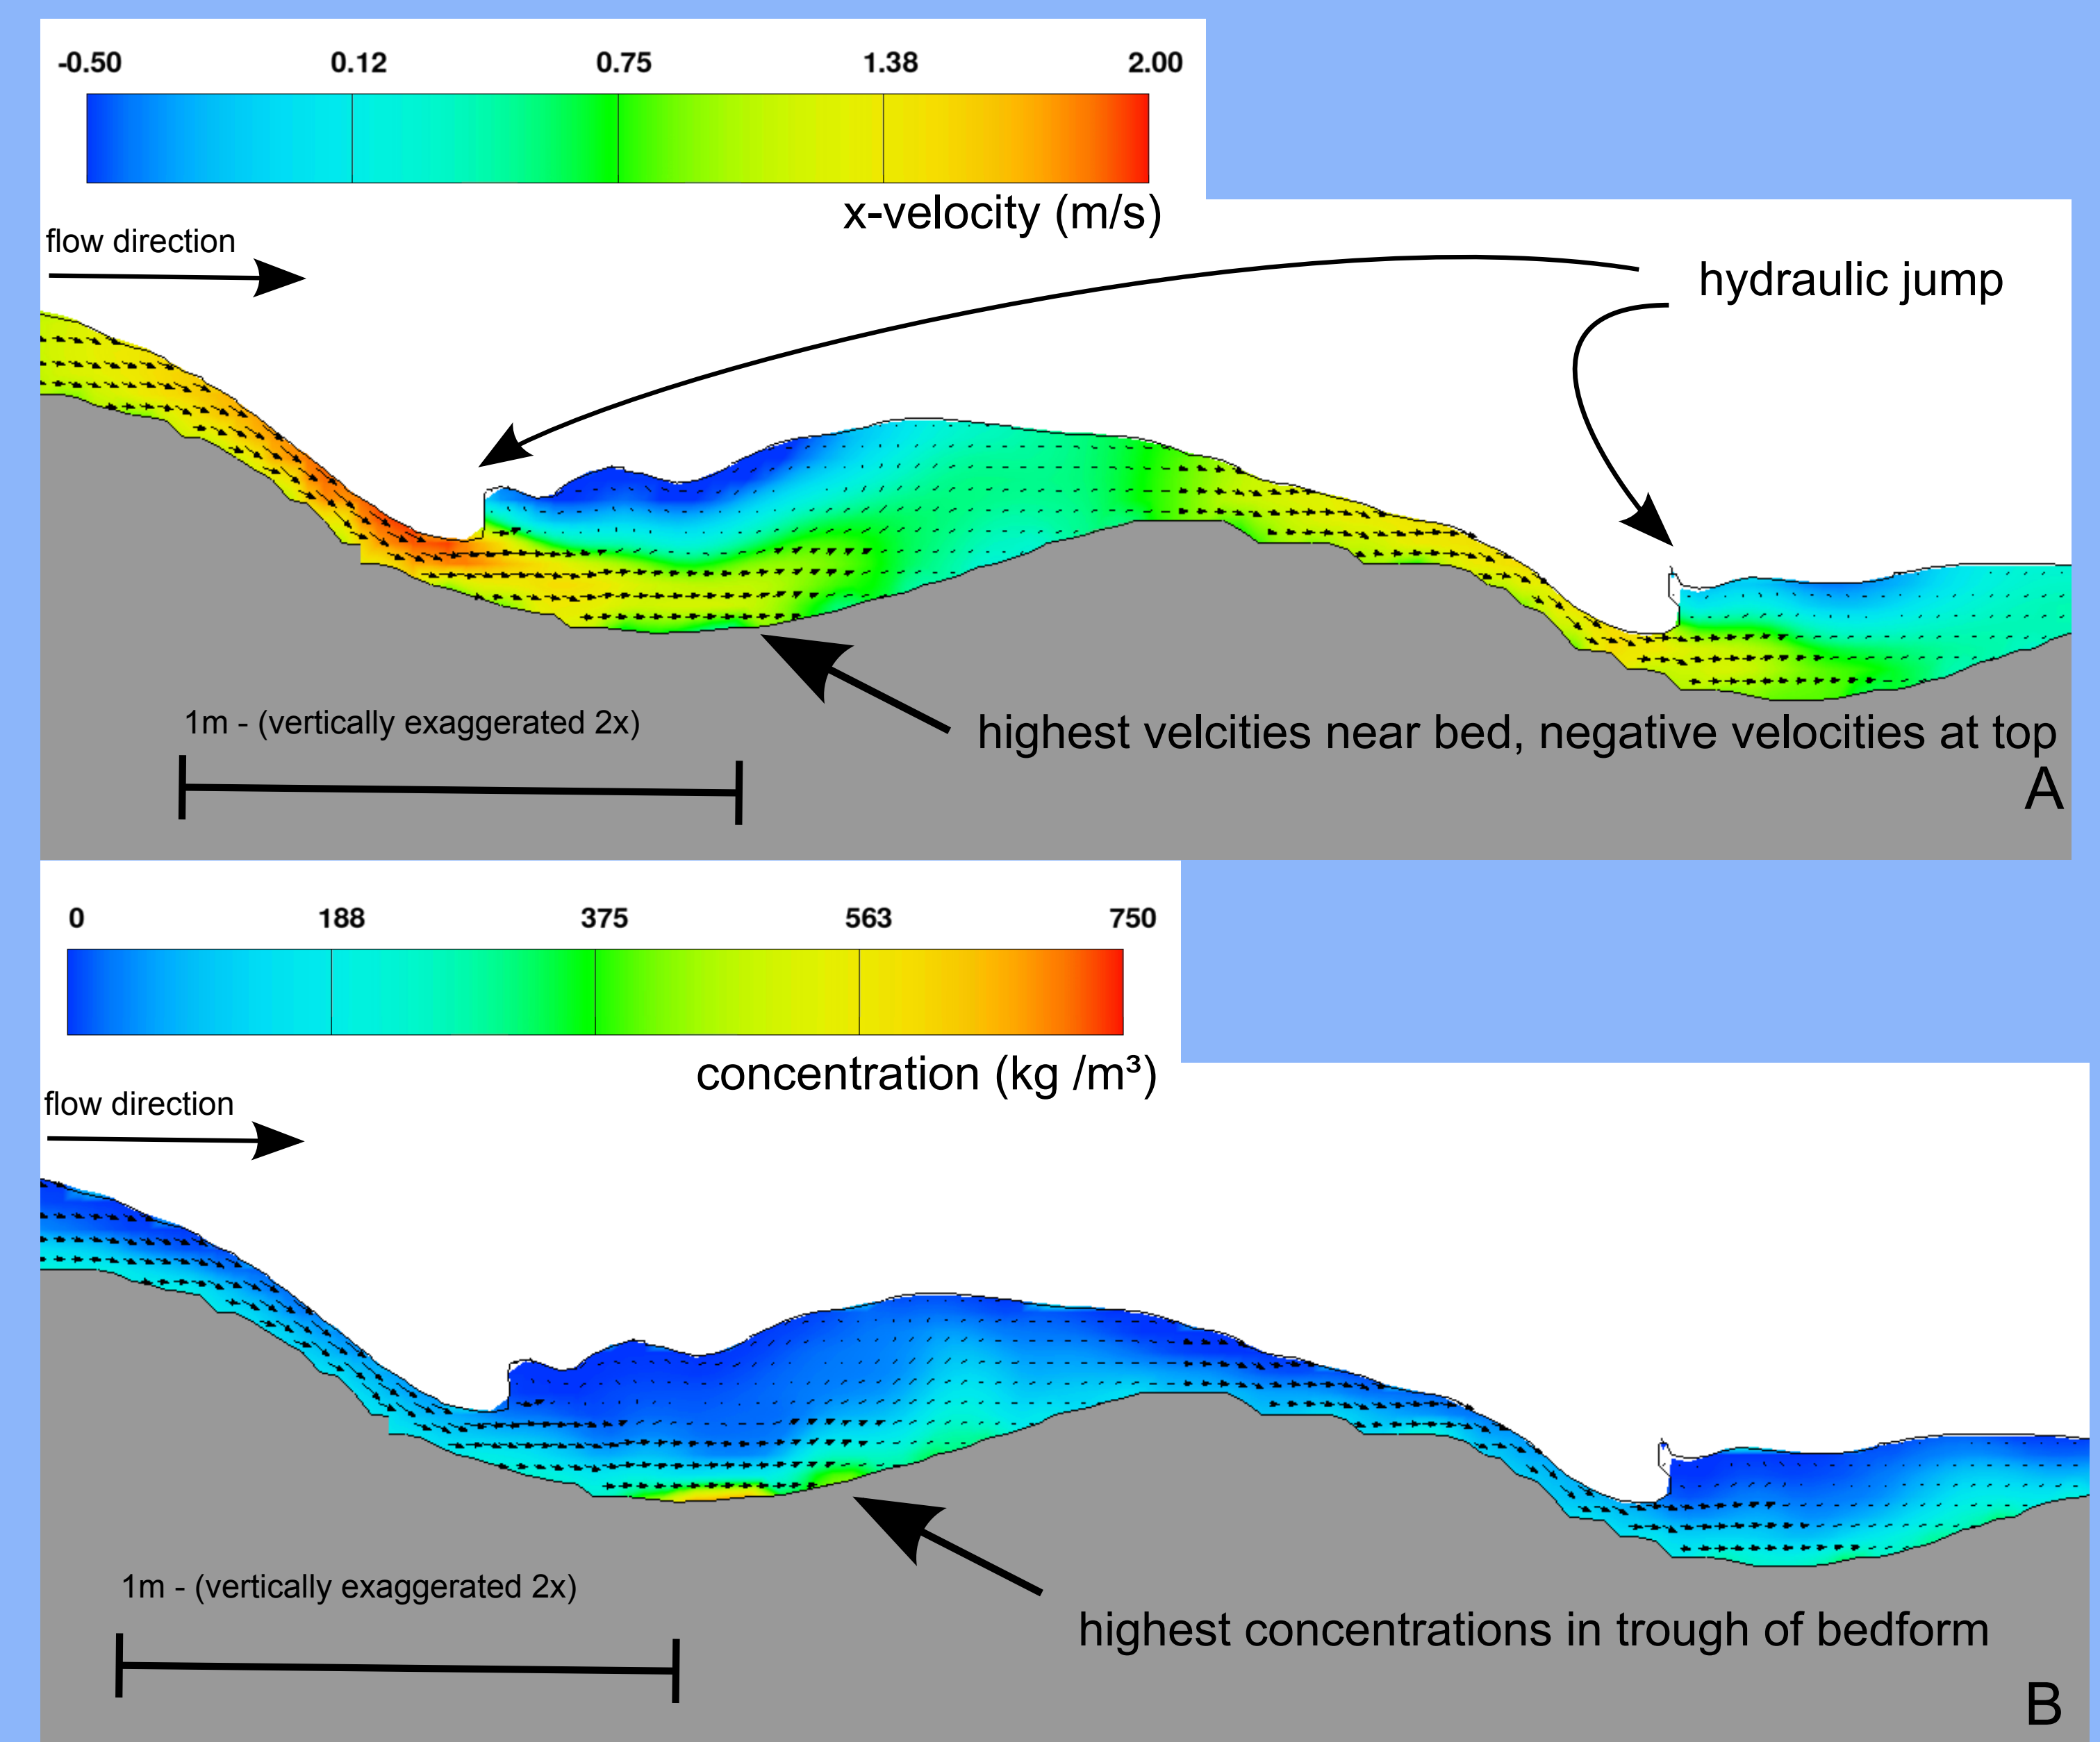 -0.50 0.12 0.75 1.38 2.00
x-velocity (m/s)
flow direction
hydraulic jump
1m - (vertically exaggerated 2x)
highest velcities near bed, negative velocities at top
A
0 188 375 563 750
concentration (kg /m³)
flow direction
1m - (vertically exaggerated 2x)
highest concentrations in trough of bedform
B